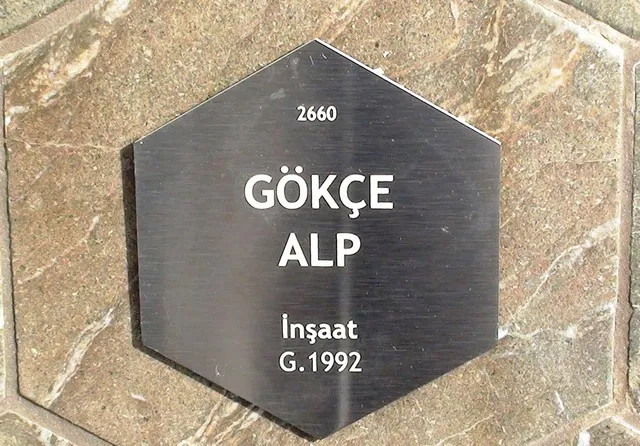 2660
GÖKÇE
ALP
İnşaat
G.1992